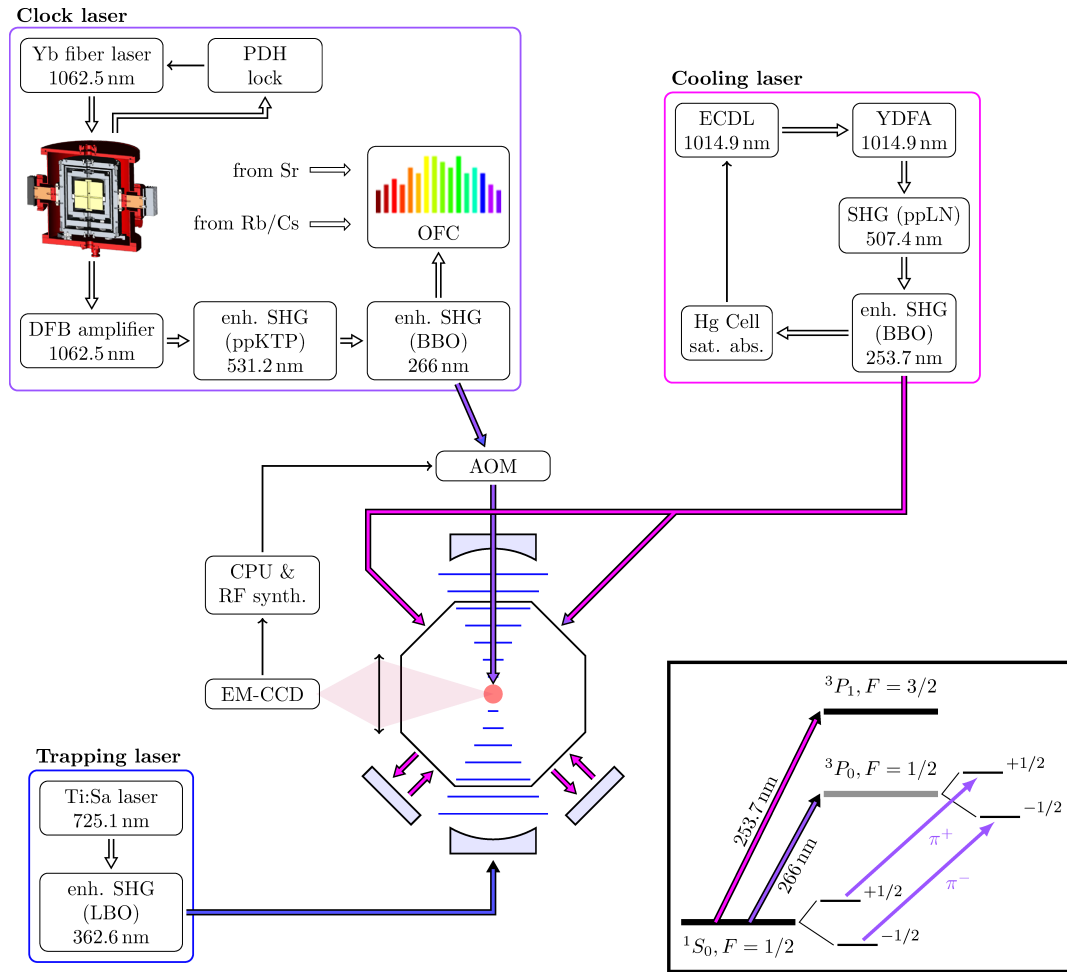 Clock laser
Yb fiber laser
1062.5 nm
PDH
lock
from Sr
from Rb/Cs
OFC
DFB amplifier
1062.5 nm
enh. SHG
(ppKTP)
531.2 nm
enh. SHG
(BBO)
266 nm
Cooling laser
ECDL
1014.9 nm
YDFA
1014.9 nm
SHG (ppLN)
507.4 nm
enh. SHG
(BBO)
253.7 nm
Hg Cell
sat. abs.
AOM
CPU &
RF synth.
EM-CCD
Trapping laser
Ti:Sa laser
725.1 nm
enh. SHG
(LBO)
362.6 nm
³P₁, F = 3/2
³P₀, F = 1/2
+1/2
−1/2
253.7 nm
266 nm
π⁺
π⁻
+1/2
−1/2
¹S₀, F = 1/2